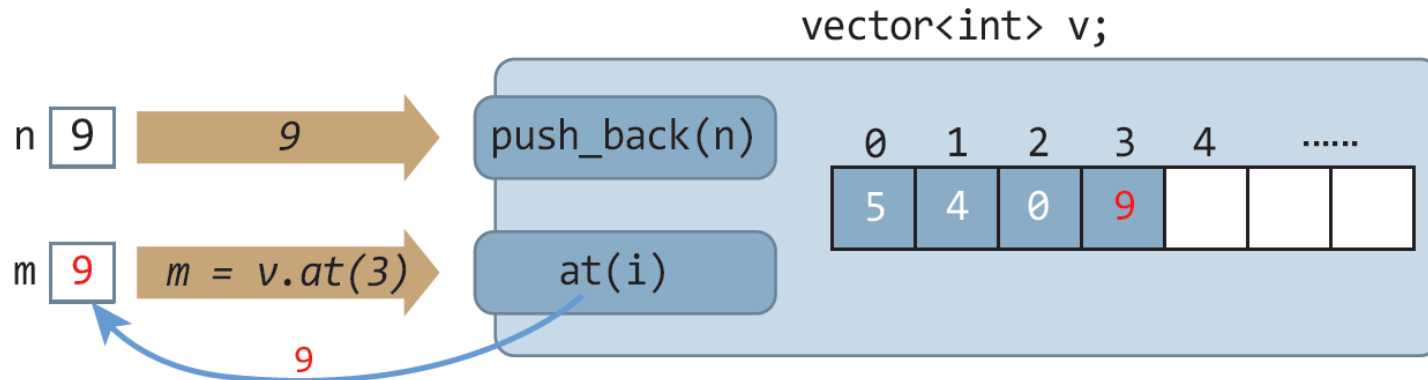 vector<int> v;
n 9 9 push_back(n)
0 1 2 3 4 ......
5 4 0 9
m 9 m = v.at(3) at(i)
9